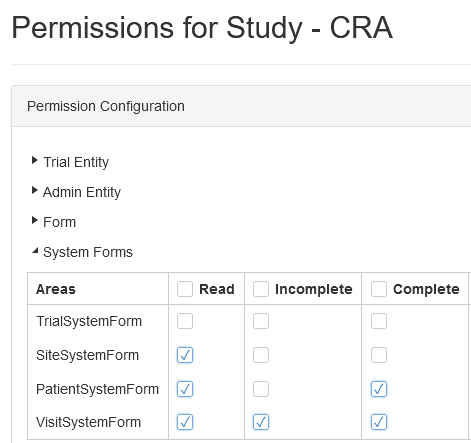 Permissions for Study - CRA
Permission Configuration
Trial Entity
Admin Entity
Form
System Forms
Areas Read Incomplete Complete
TrialSystemForm
SiteSystemForm
PatientSystemForm
VisitSystemForm